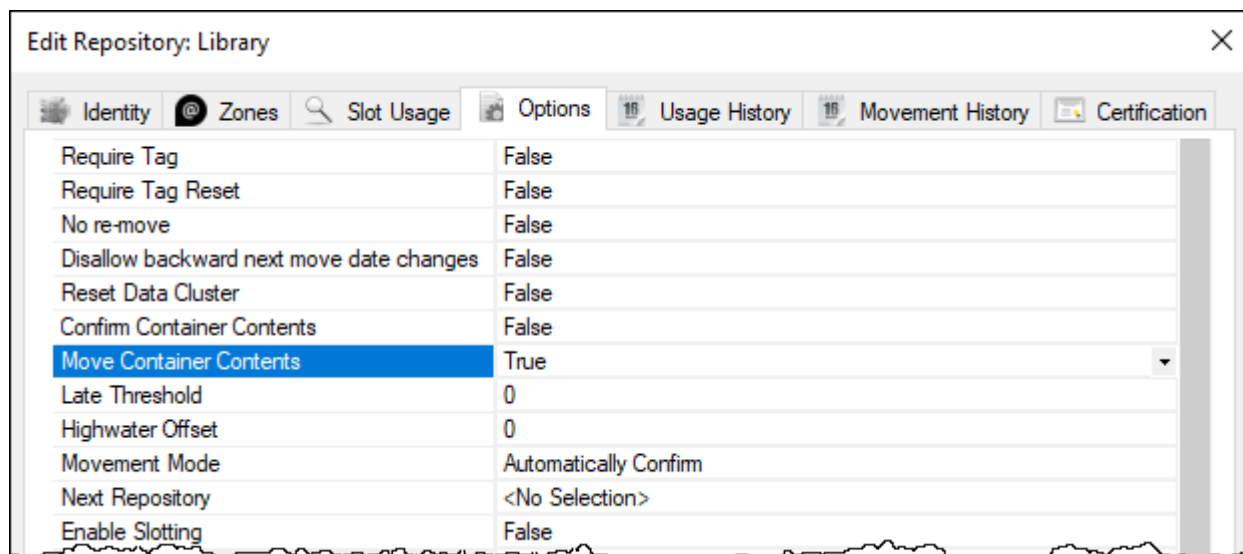 Edit Repository: Library
Identity Zones Slot Usage Options Usage History Movement History Certification
Require Tag False
Require Tag Reset False
No re-move False
Disallow backward next move date changes False
Reset Data Cluster False
Confirm Container Contents False
Move Container Contents True
Late Threshold 0
Highwater Offset 0
Movement Mode Automatically Confirm
Next Repository <No Selection>
Enable Slotting False